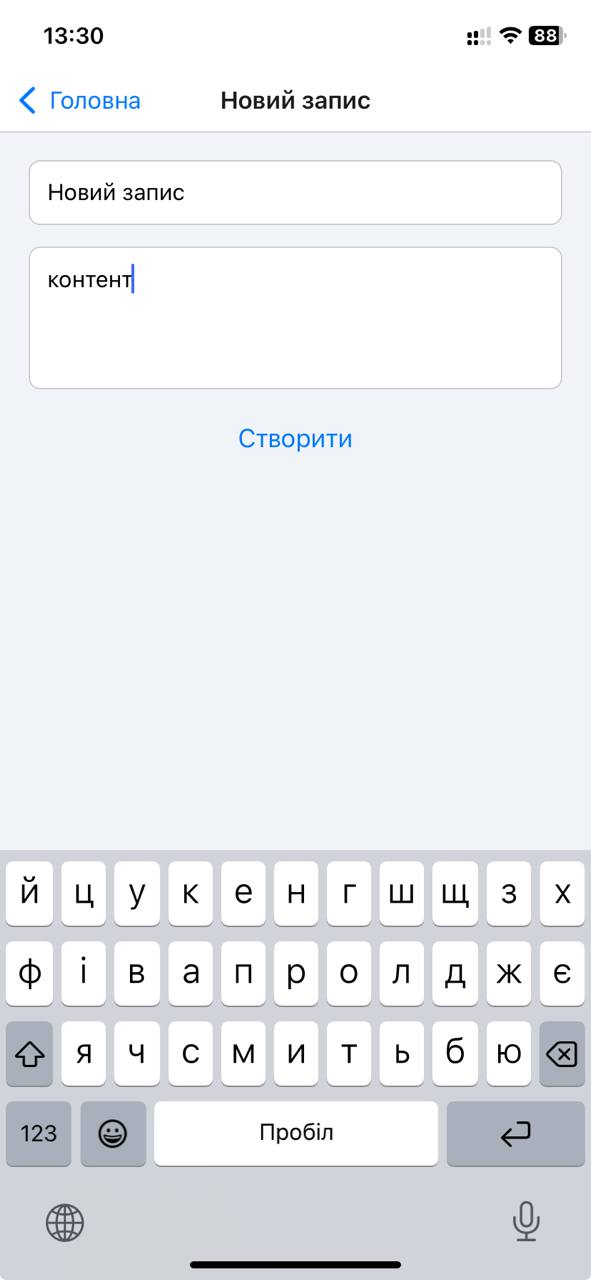 13:30
88
Головна
Новий запис
Новий запис
контент
Створити
й ц у к е н г ш щ з х
ф і в а п р о л д ж є
я ч с м и т ь б ю
123
Пробіл